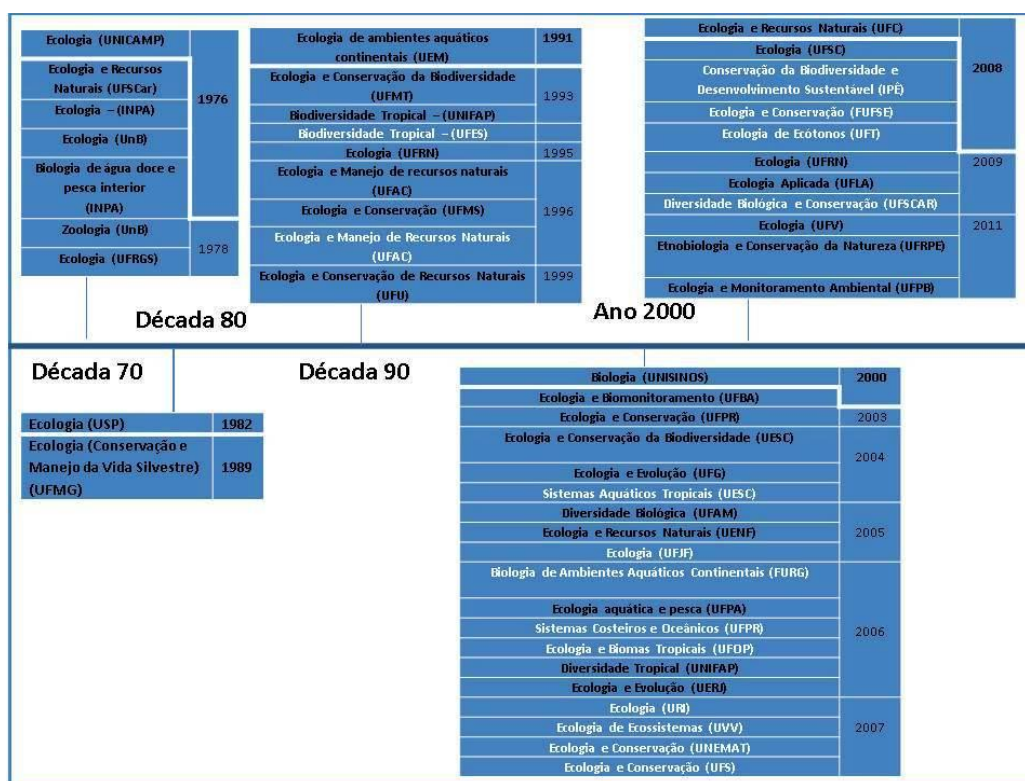 Ecologia (UNICAMP)
1976
Ecologia e Recursos
Naturais (UFSCar)
Ecologia – (INPA)
Ecologia (UnB)
Biologia de água doce e
pesca interior
(INPA)
Zoologia (UnB)
1978
Ecologia (UFRGS)
Ecologia de ambientes aquáticos
continentais (UEM)
1991
Ecologia e Conservação da Biodiversidade
(UFMT)
1993
Biodiversidade Tropical – (UNIFAP)
Biodiversidade Tropical – (UFES)
Ecologia (UFRN)
1995
Ecologia e Manejo de recursos naturais
(UFAC)
1996
Ecologia e Conservação (UFMS)
Ecologia e Manejo de Recursos Naturais
(UFAC)
Ecologia e Conservação de Recursos Naturais
(UFU)
1999
Ecologia e Recursos Naturais (UFC)
2008
Ecologia (UFSC)
Conservação da Biodiversidade e
Desenvolvimento Sustentável (IPÊ)
Ecologia e Conservação (FUFSE)
Ecologia de Ecótonos (UFT)
Ecologia (UFRN)
2009
Ecologia Aplicada (UFLA)
Diversidade Biológica e Conservação (UFSCAR)
Ecologia (UFV)
2011
Etnobiologia e Conservação da Natureza (UFRPE)
Ecologia e Monitoramento Ambiental (UFPB)
Década 80
Ano 2000
Década 70
Década 90
Ecologia (USP)
1982
Ecologia (Conservação e
Manejo da Vida Silvestre)
(UFMG)
1989
Biologia (UNISINOS)
2000
Ecologia e Biomonitoramento (UFBA)
Ecologia e Conservação (UFPR)
2003
Ecologia e Conservação da Biodiversidade (UESC)
2004
Ecologia e Evolução (UFG)
Sistemas Aquáticos Tropicais (UESC)
Diversidade Biológica (UFAM)
2005
Ecologia e Recursos Naturais (UENF)
Ecologia (UFJF)
Biologia de Ambientes Aquáticos Continentais (FURG)
2006
Ecologia aquática e pesca (UFPA)
Sistemas Costeiros e Oceânicos (UFPR)
Ecologia e Biomas Tropicais (UFOP)
Diversidade Tropical (UNIFAP)
Ecologia e Evolução (UERJ)
Ecologia (URI)
2007
Ecologia de Ecossistemas (UVV)
Ecologia e Conservação (UNEMAT)
Ecologia e Conservação (UFS)